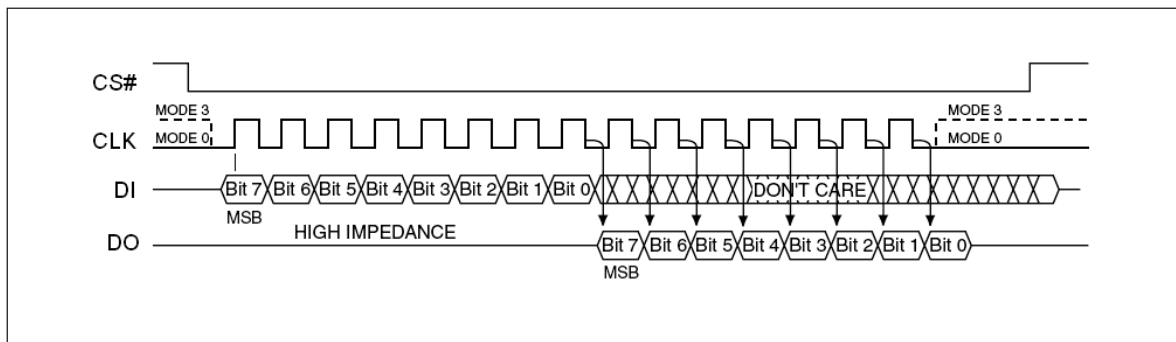 CS#
MODE 3
MODE 3
CLK
MODE 0
MODE 0
DI
Bit 7 Bit 6 Bit 5 Bit 4 Bit 3 Bit 2 Bit 1 Bit 0 DON'T CARE
MSB
HIGH IMPEDANCE
DO
Bit 7 Bit 6 Bit 5 Bit 4 Bit 3 Bit 2 Bit 1 Bit 0
MSB